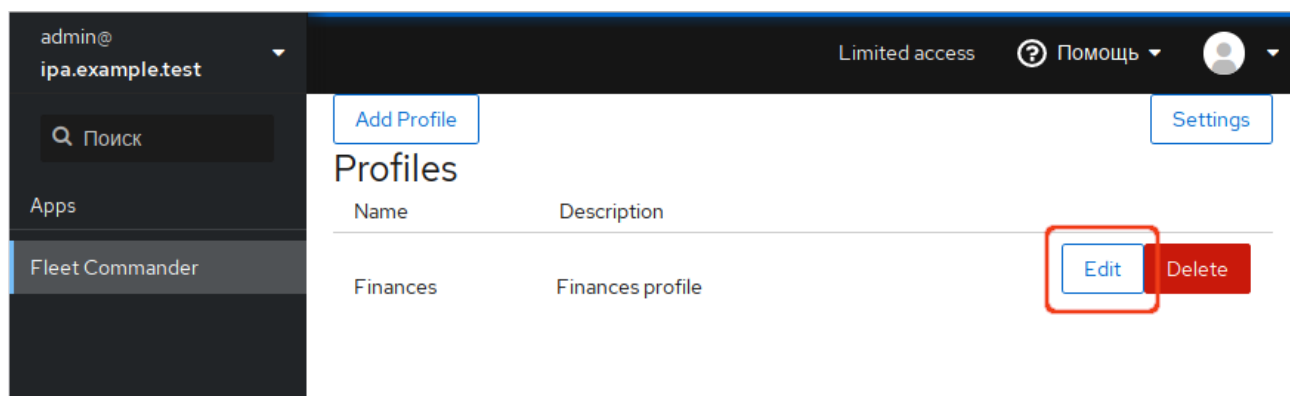 admin@
ipa.example.test
Limited access
Помощь
Поиск
Add Profile
Settings
Profiles
Apps
Name Description
Fleet Commander
Finances Finances profile Edit Delete